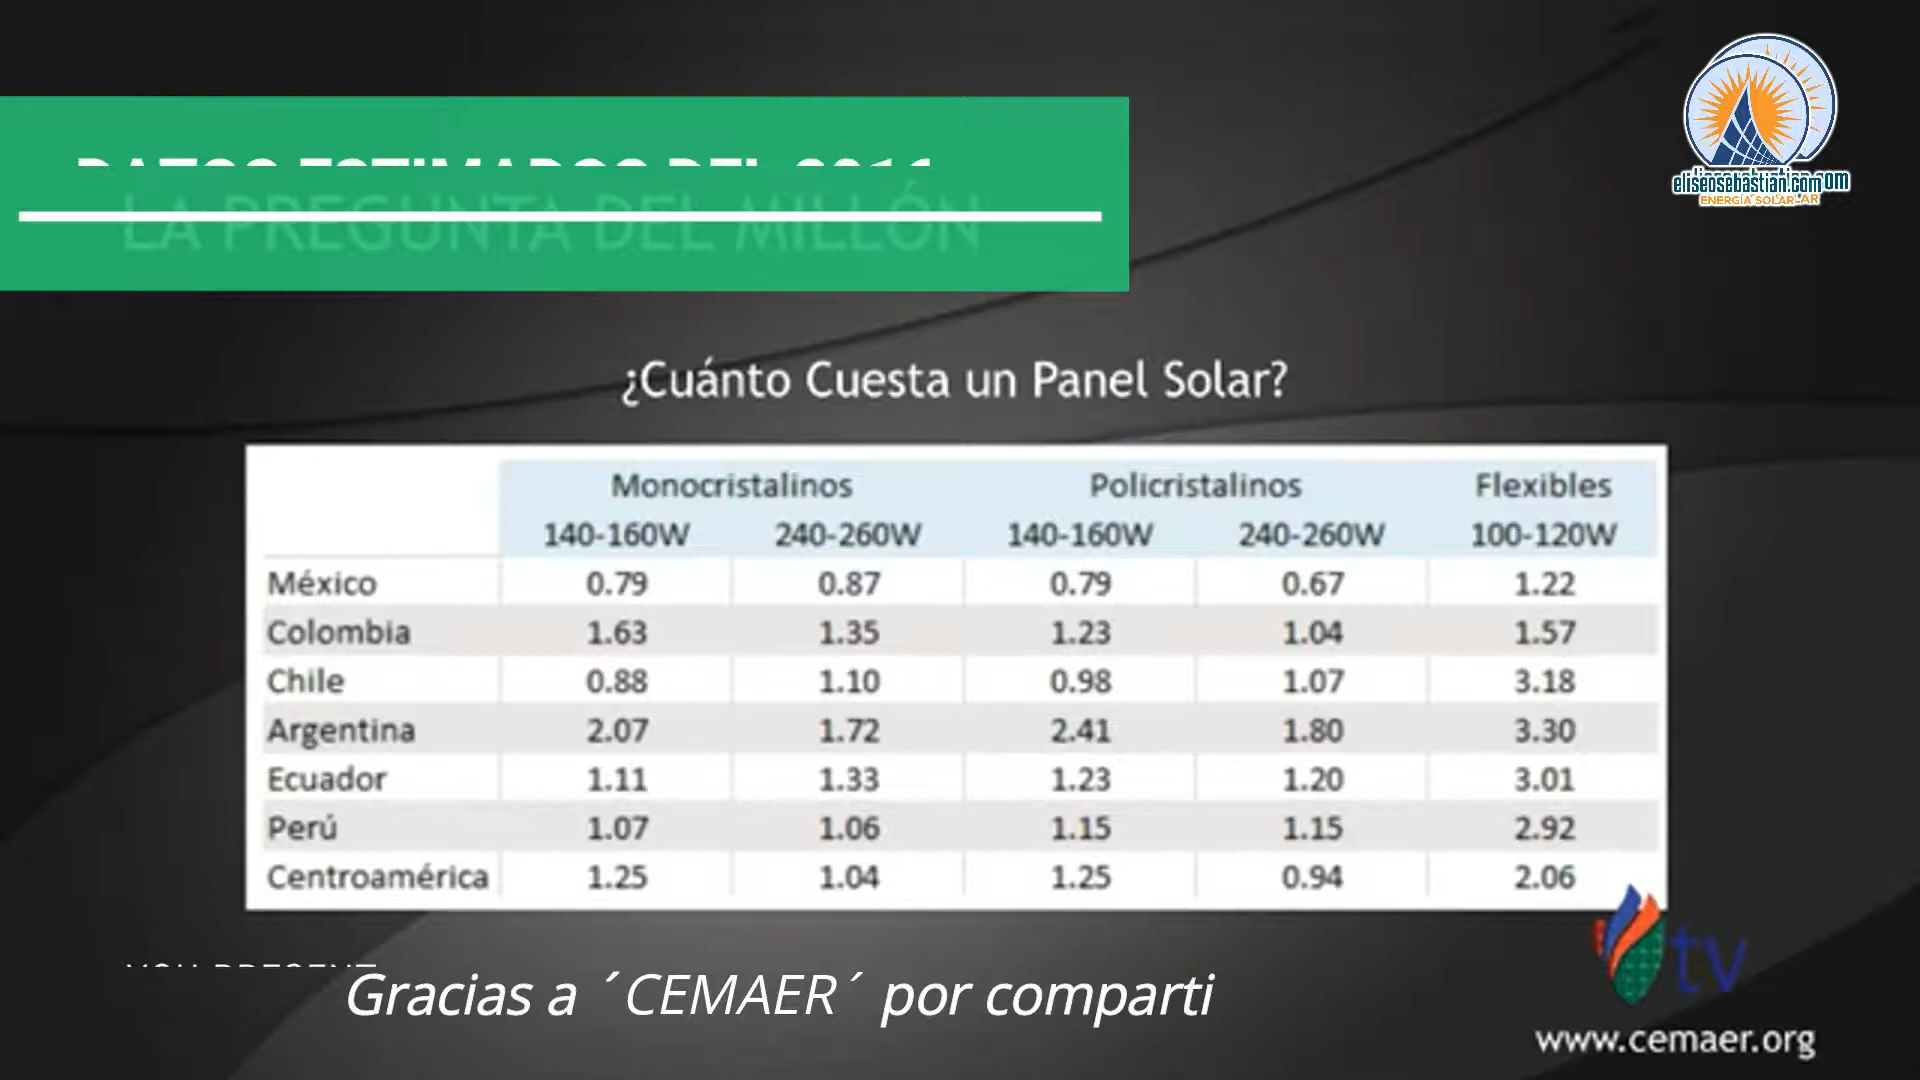 DATOS ESTIMADOS DEL 2016
LA PREGUNTA DEL MILLÓN
eliseosebastian.com
ENERGÍA SOLAR
¿Cuánto Cuesta un Panel Solar?
Monocristalinos Policristalinos Flexibles
140-160W 240-260W 140-160W 240-260W 100-120W
México 0.79 0.87 0.79 0.67 1.22
Colombia 1.63 1.35 1.23 1.04 1.57
Chile 0.88 1.10 0.98 1.07 3.18
Argentina 2.07 1.72 2.41 1.80 3.30
Ecuador 1.11 1.33 1.23 1.20 3.01
Perú 1.07 1.06 1.15 1.15 2.92
Centroamérica 1.25 1.04 1.25 0.94 2.06
tv
Gracias a ´CEMAER´ por comparti
www.cemaer.org